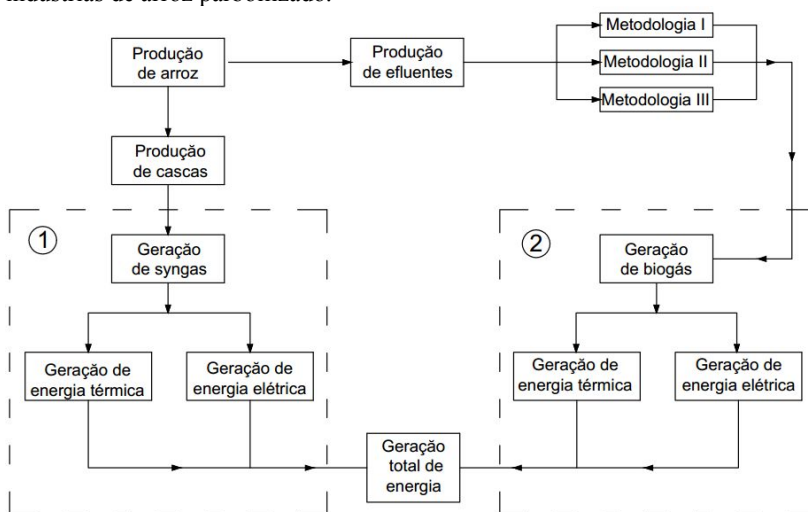 indústrias de arroz parboilizado.
Produção
de arroz
Produção
de efluentes
Metodologia I
Metodologia II
Metodologia III
Produção
de cascas
1
Geração
de syngas
2
Geração
de biogás
Geração de
energia térmica
Geração de
energia elétrica
Geração de
energia térmica
Geração de
energia elétrica
Geração
total de
energia